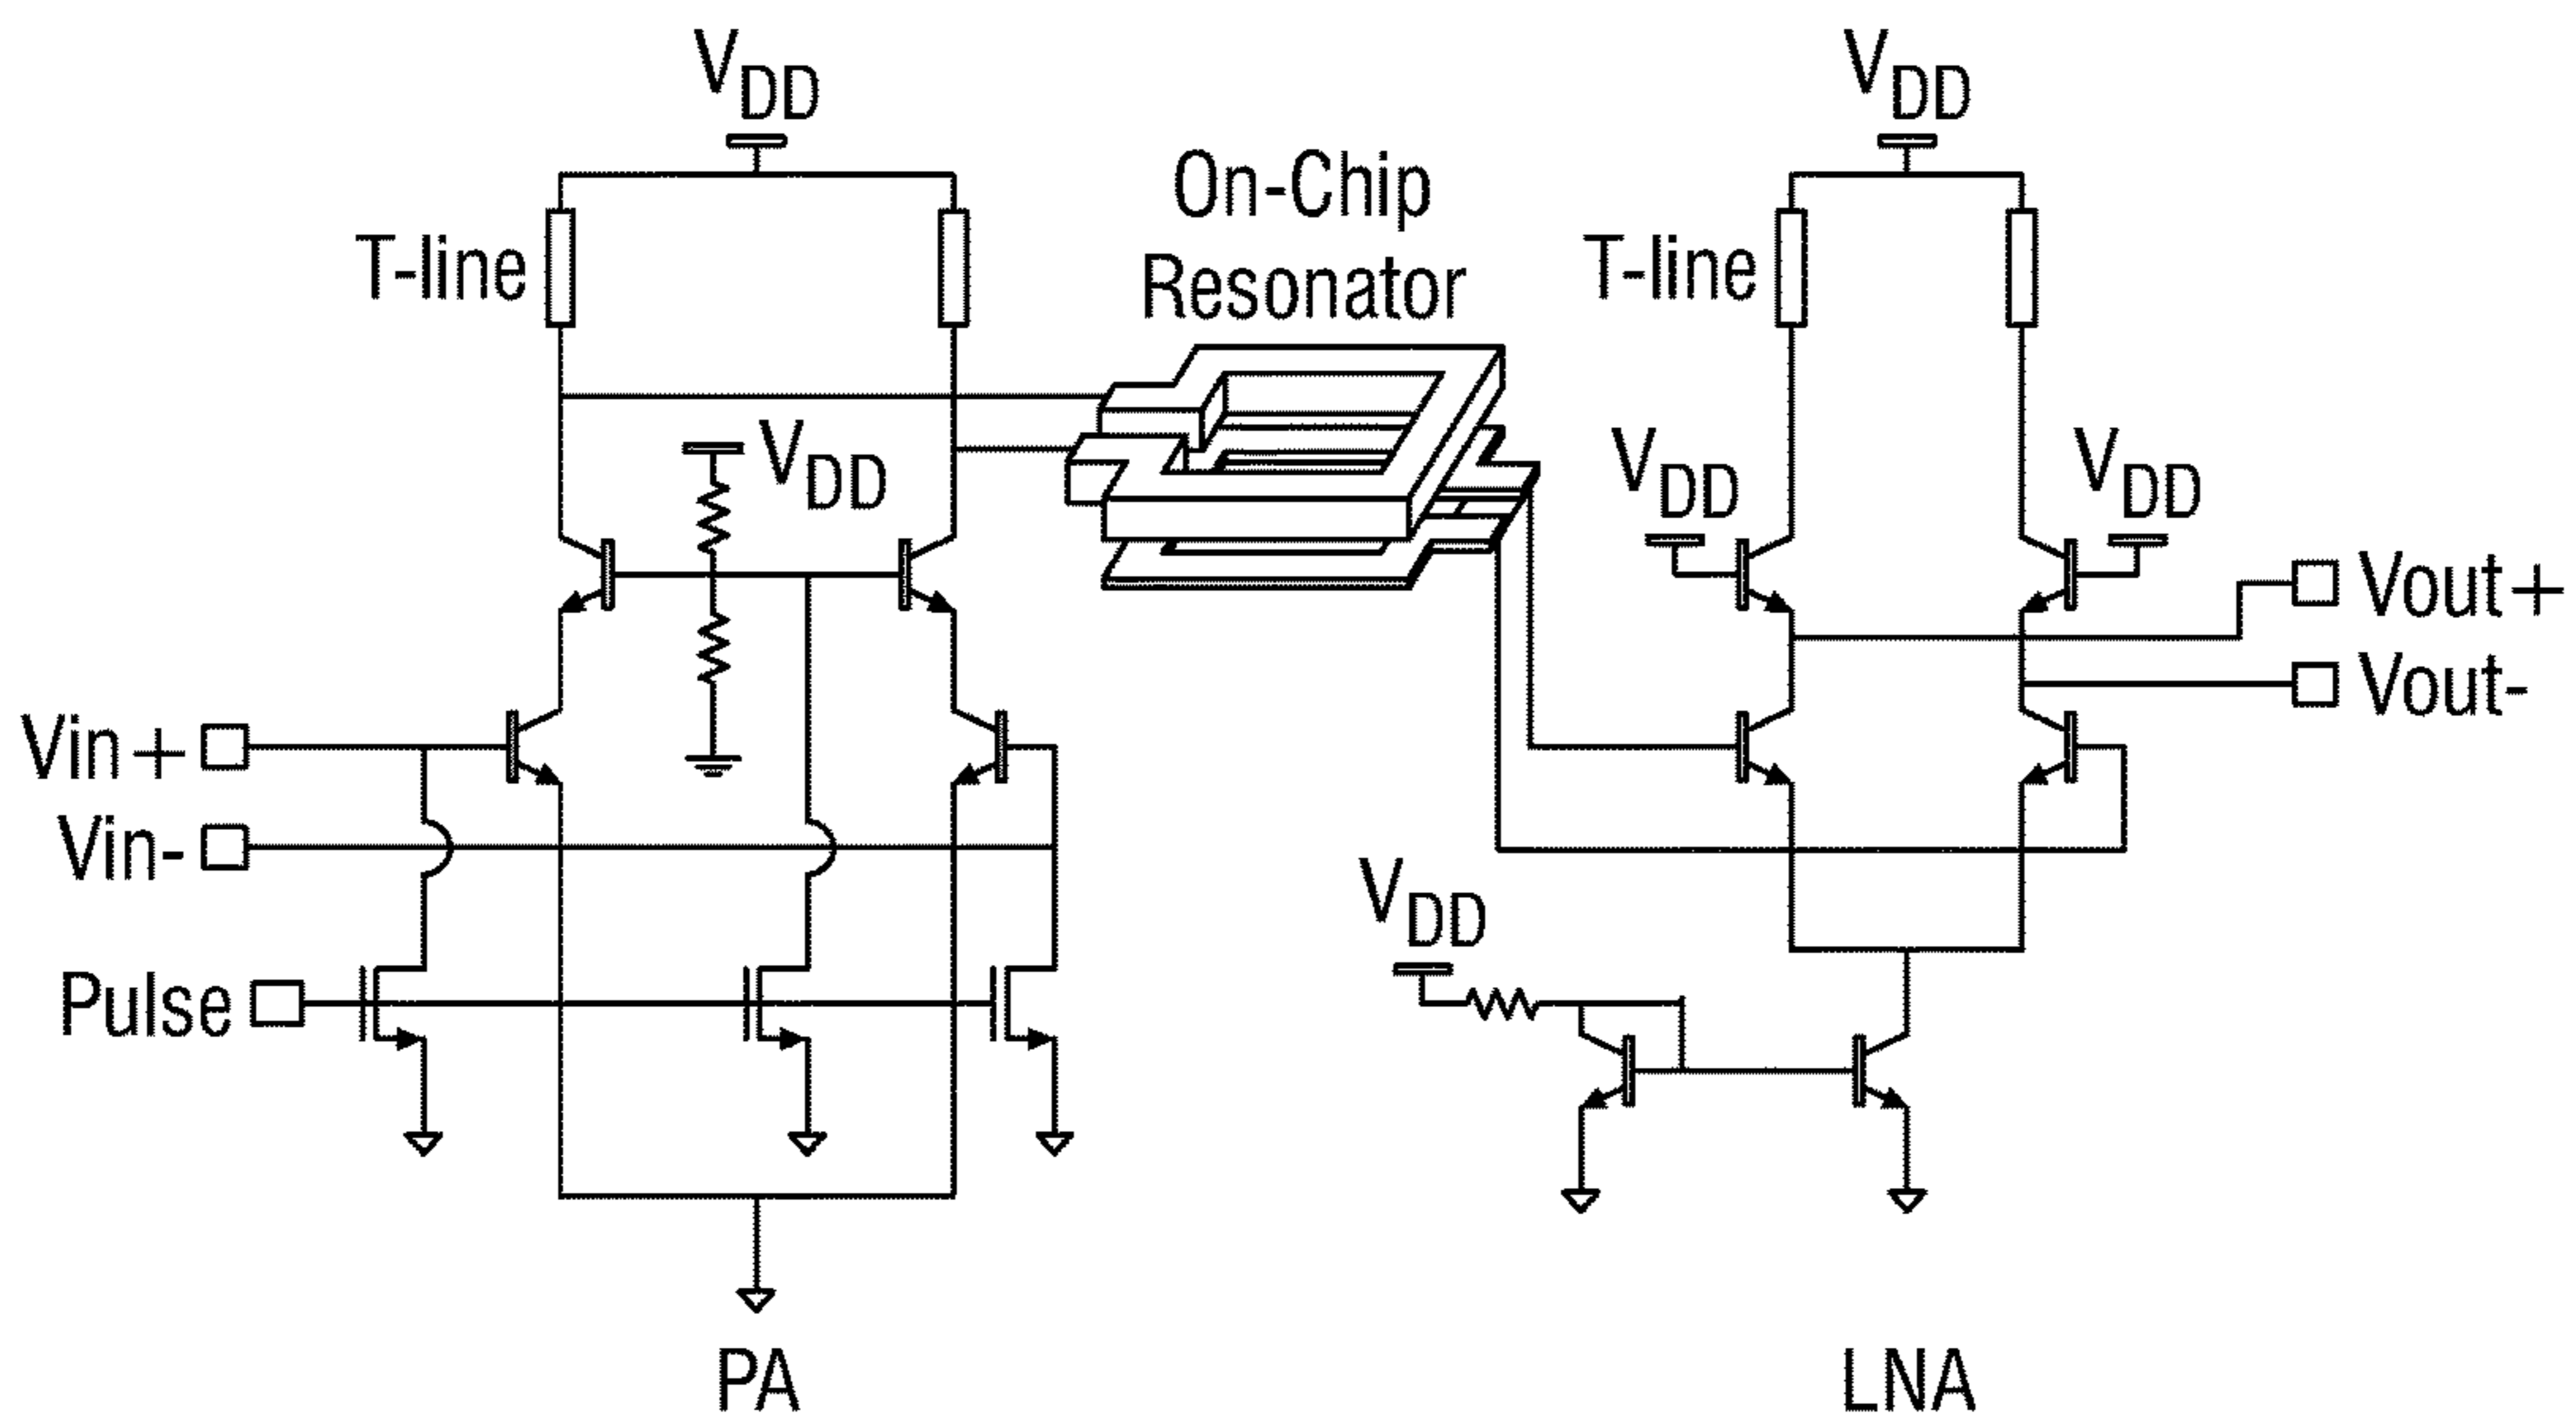 VDD
VDD
On-Chip
Resonator
T-line
T-line
VDD
VDD
VDD
Vout+
Vout-
Vin+
Vin-
VDD
Pulse
PA
LNA